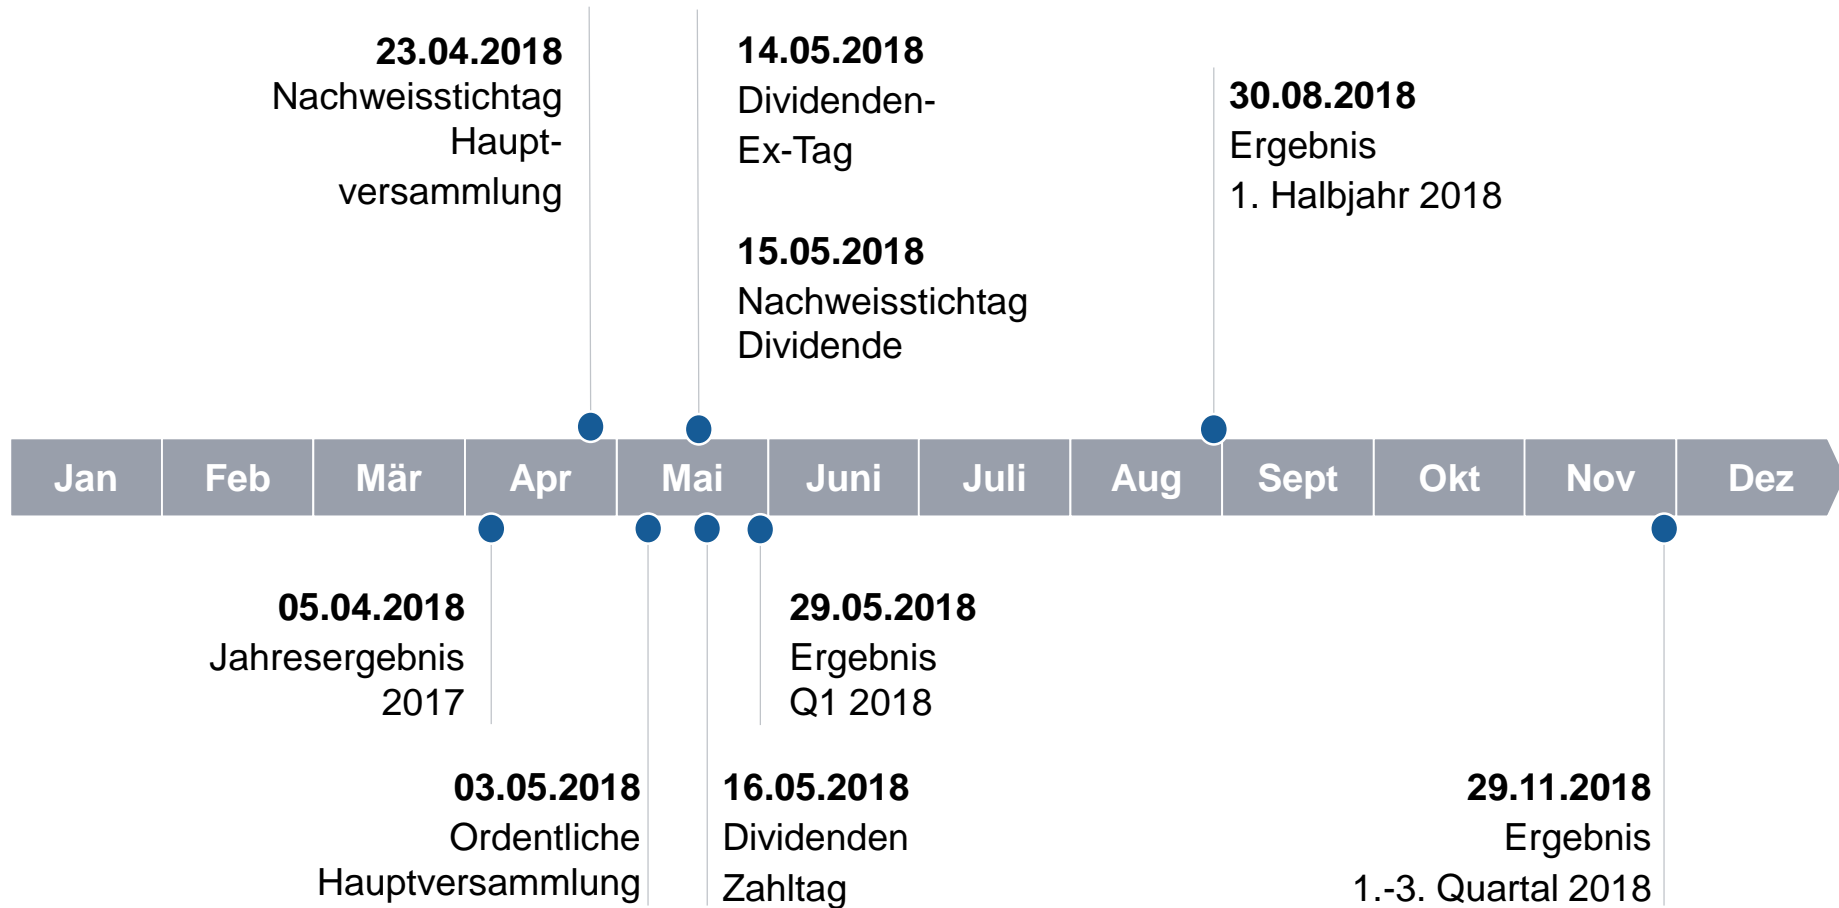 23.04.2018
Nachweisstichtag
Haupt-
versammlung
14.05.2018
Dividenden-
Ex-Tag
15.05.2018
Nachweisstichtag
Dividende
30.08.2018
Ergebnis
1. Halbjahr 2018
Jan
Feb
Mär
Apr
Mai
Juni
Juli
Aug
Sept
Okt
Nov
Dez
05.04.2018
Jahresergebnis
2017
29.05.2018
Ergebnis
Q1 2018
03.05.2018
Ordentliche
Hauptversammlung
16.05.2018
Dividenden
Zahltag
29.11.2018
Ergebnis
1.-3. Quartal 2018